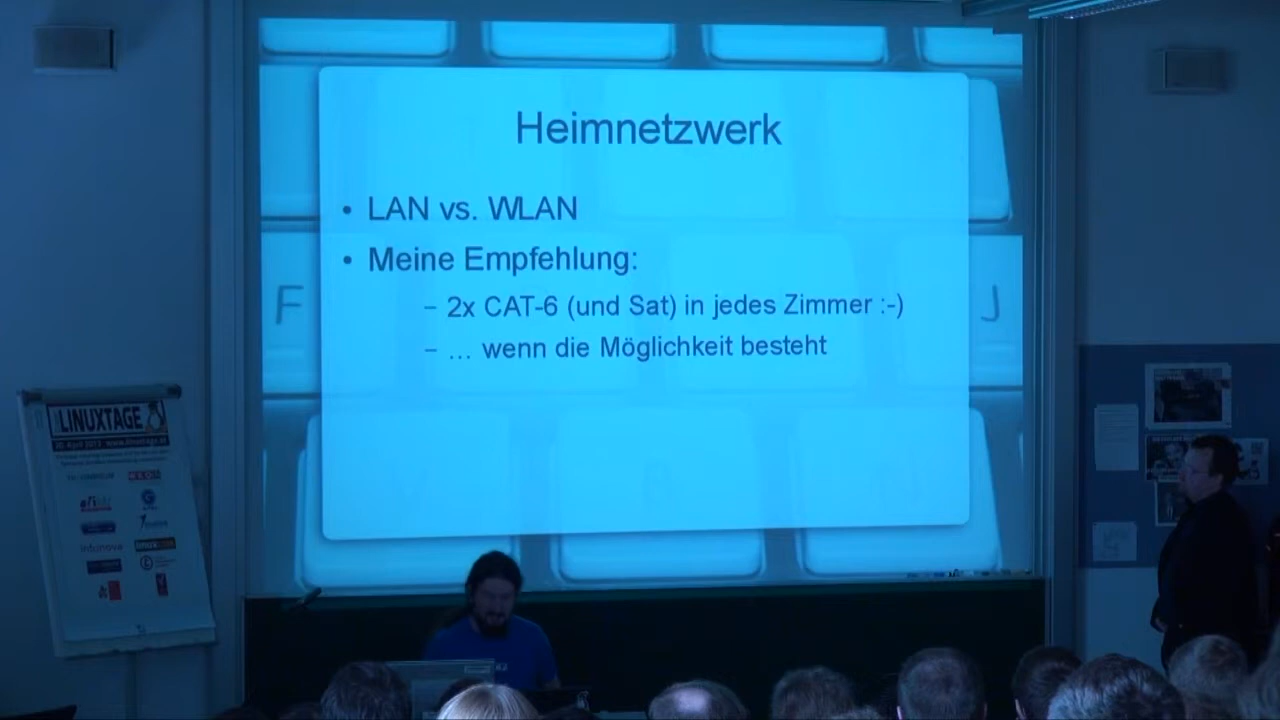 Heimnetzwerk
• LAN vs. WLAN
• Meine Empfehlung:
– 2x CAT-6 (und Sat) in jedes Zimmer :-)
– ... wenn die Möglichkeit besteht
F
J
LINUXTAGE